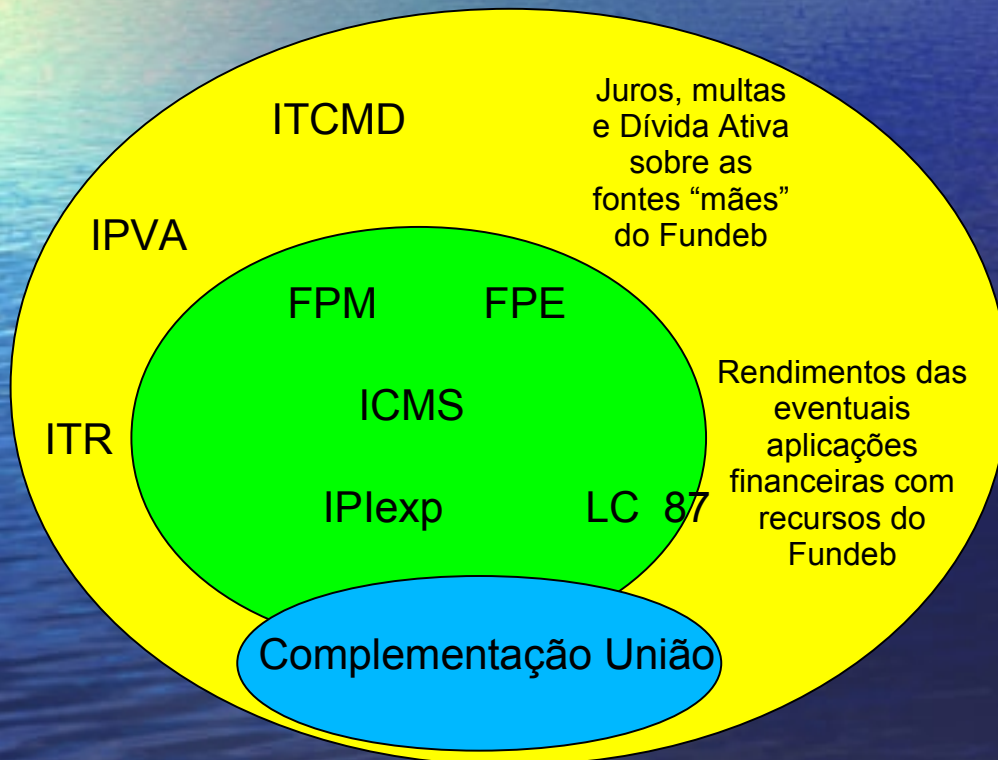 ITCMD
Juros, multas
e Dívida Ativa
sobre as
fontes “mães”
do Fundeb
IPVA
FPM FPE
ICMS
ITR
Rendimentos das
eventuais
aplicações
financeiras com
recursos do
Fundeb
IPIexp LC 87
Complementação União